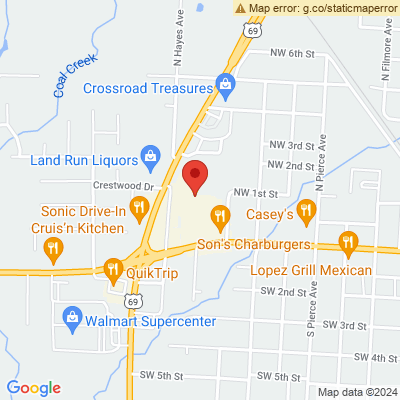 Map error: g.co/staticmaperror
N Hayes Ave
69
NW 6th St
N Filmore Ave
Coal Creek
Crossroad Treasures
NW 3rd St
Land Run Liquors
NW 2nd St
N Pierce Ave
Crestwood Dr
NW 1st St
Sonic Drive-In
Cruis'n Kitchen
Casey's
Son's Charburgers
QuikTrip
Lopez Grill Mexican
SW 2nd St
69
S Pierce Ave
Walmart Supercenter
SW 3rd St
SW 4th St
SW 5th St
SW 5th St
Google
Map data ©2024